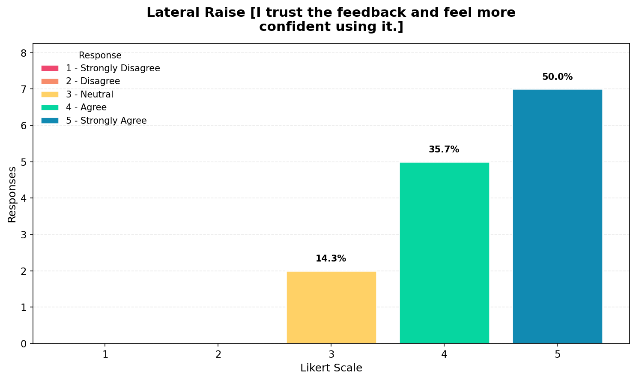 Lateral Raise [I trust the feedback and feel more
confident using it.]
Response
1 - Strongly Disagree
2 - Disagree
3 - Neutral
4 - Agree
5 - Strongly Agree
Responses
8
7
6
5
4
3
2
1
0
14.3%
35.7%
50.0%
1 2 3 4 5
Likert Scale